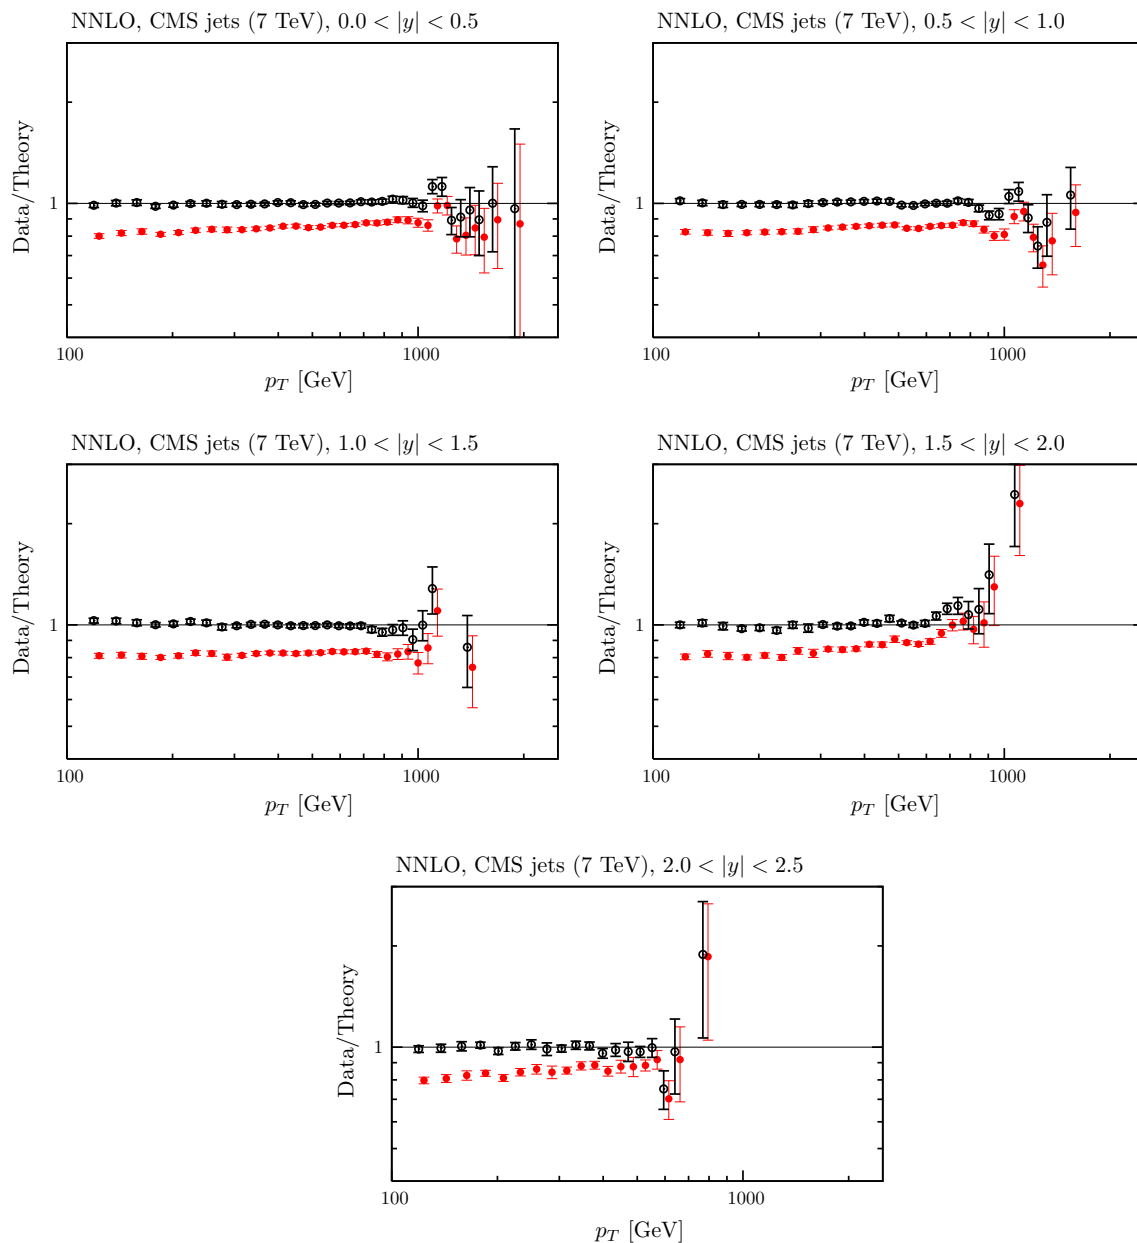 NNLO, CMS jets (7 TeV), 0.0 < |y| < 0.5
Data/Theory
1
100
1000
p_T [GeV]
NNLO, CMS jets (7 TeV), 0.5 < |y| < 1.0
Data/Theory
1
100
1000
p_T [GeV]
NNLO, CMS jets (7 TeV), 1.0 < |y| < 1.5
Data/Theory
1
100
1000
p_T [GeV]
NNLO, CMS jets (7 TeV), 1.5 < |y| < 2.0
Data/Theory
1
100
1000
p_T [GeV]
NNLO, CMS jets (7 TeV), 2.0 < |y| < 2.5
Data/Theory
1
100
1000
p_T [GeV]